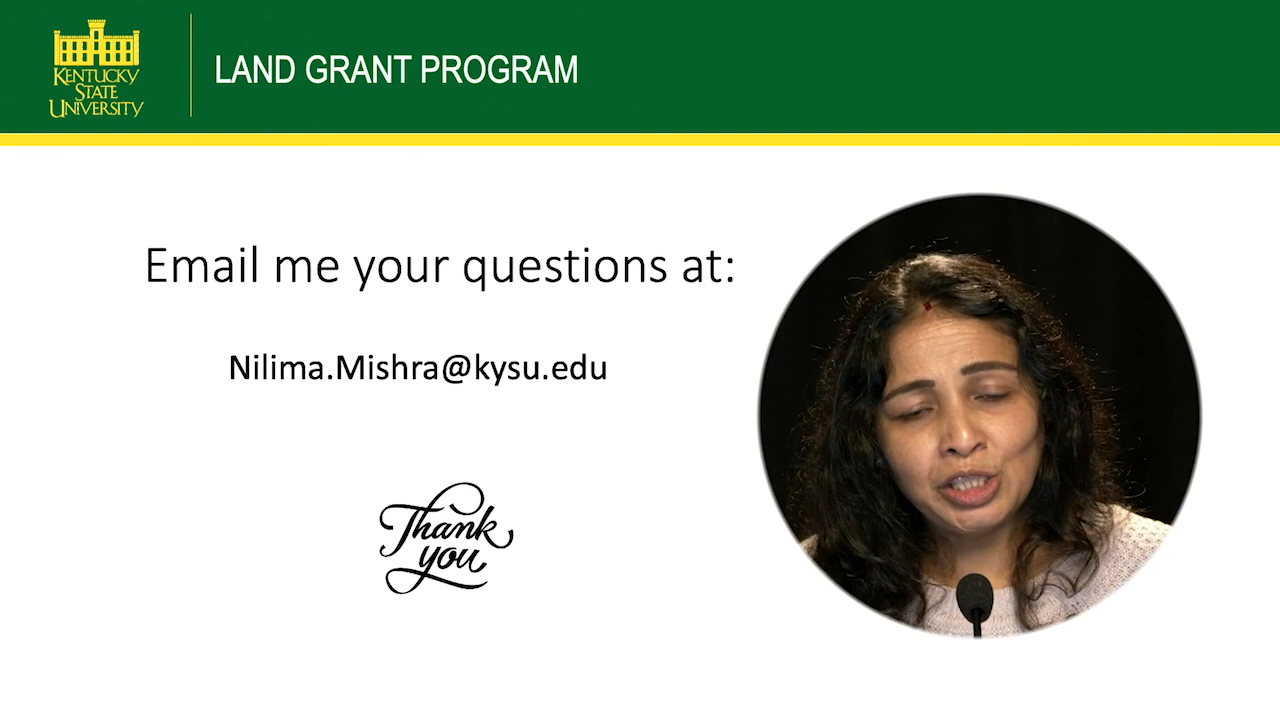 KENTUCKY
STATE
UNIVERSITY
LAND GRANT PROGRAM
Email me your questions at:
Nilima.Mishra@kysu.edu
Thank
you